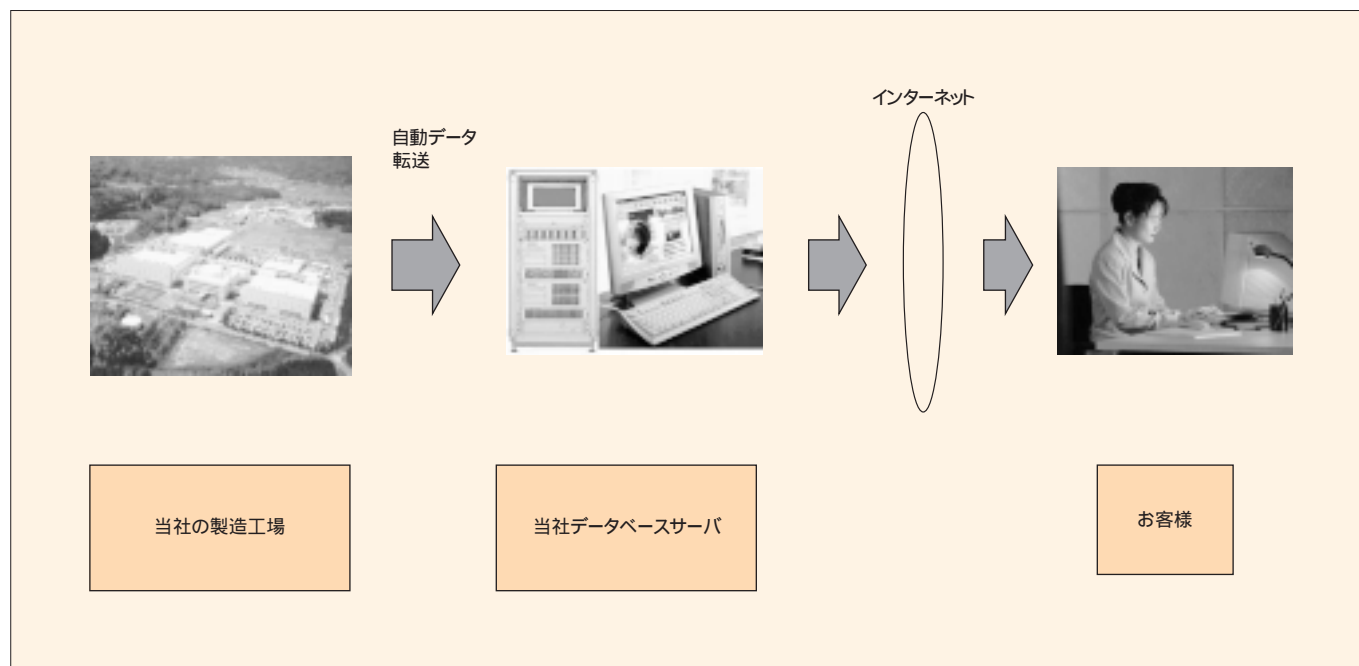 インターネット
自動データ
転送
当社の製造工場
当社データベースサーバ
お客様